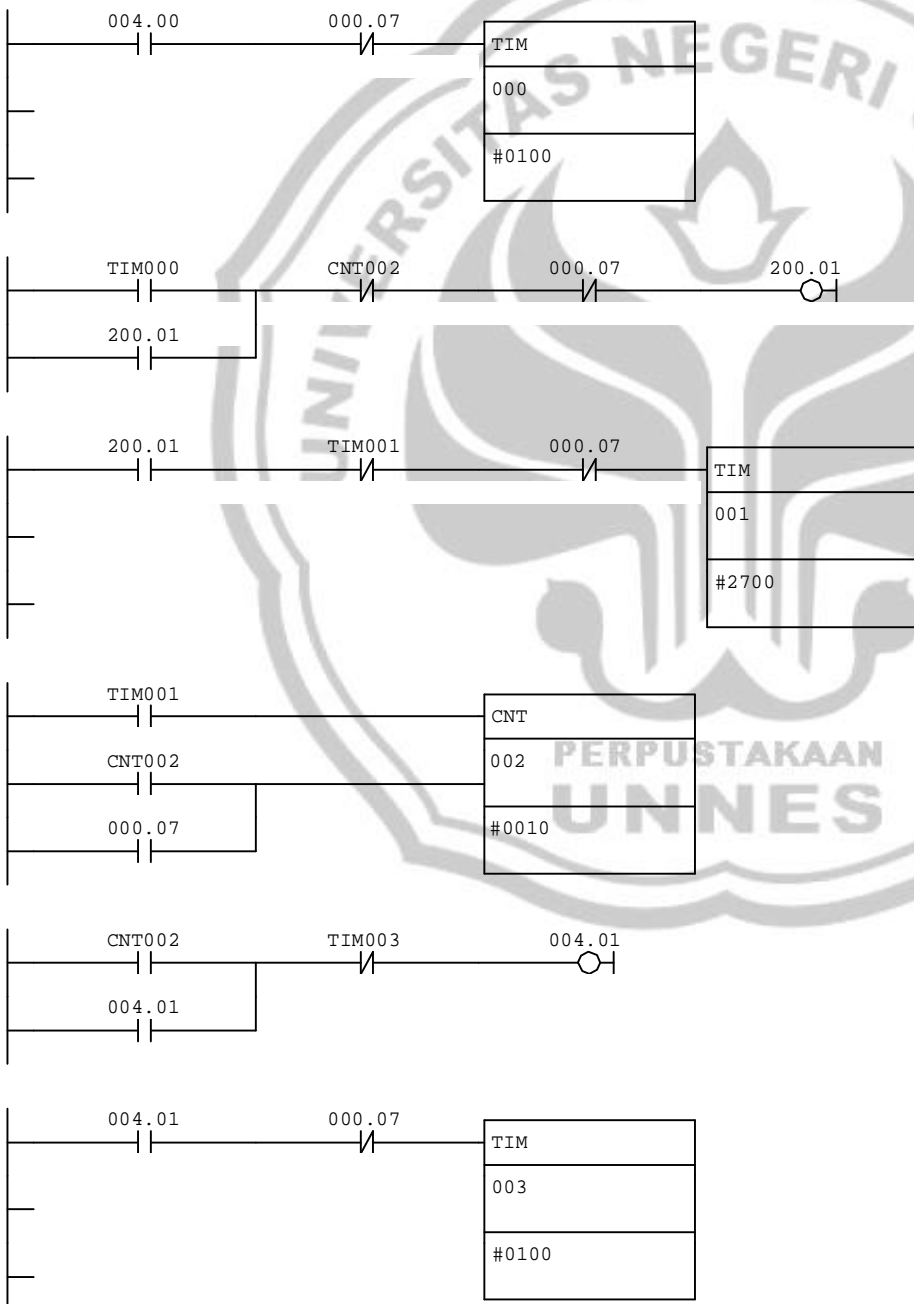 004.00 000.07
TIM
000
#0100
TIM000 CNT002 000.07 200.01
200.01
200.01 TIM001 000.07
TIM
001
#2700
TIM001
CNT
CNT002
002
000.07
#0010
CNT002 TIM003 004.01
004.01
004.01 000.07
TIM
003
#0100
UNIVERSITAS NEGERI
PERPUSTAKAAN
UNNES